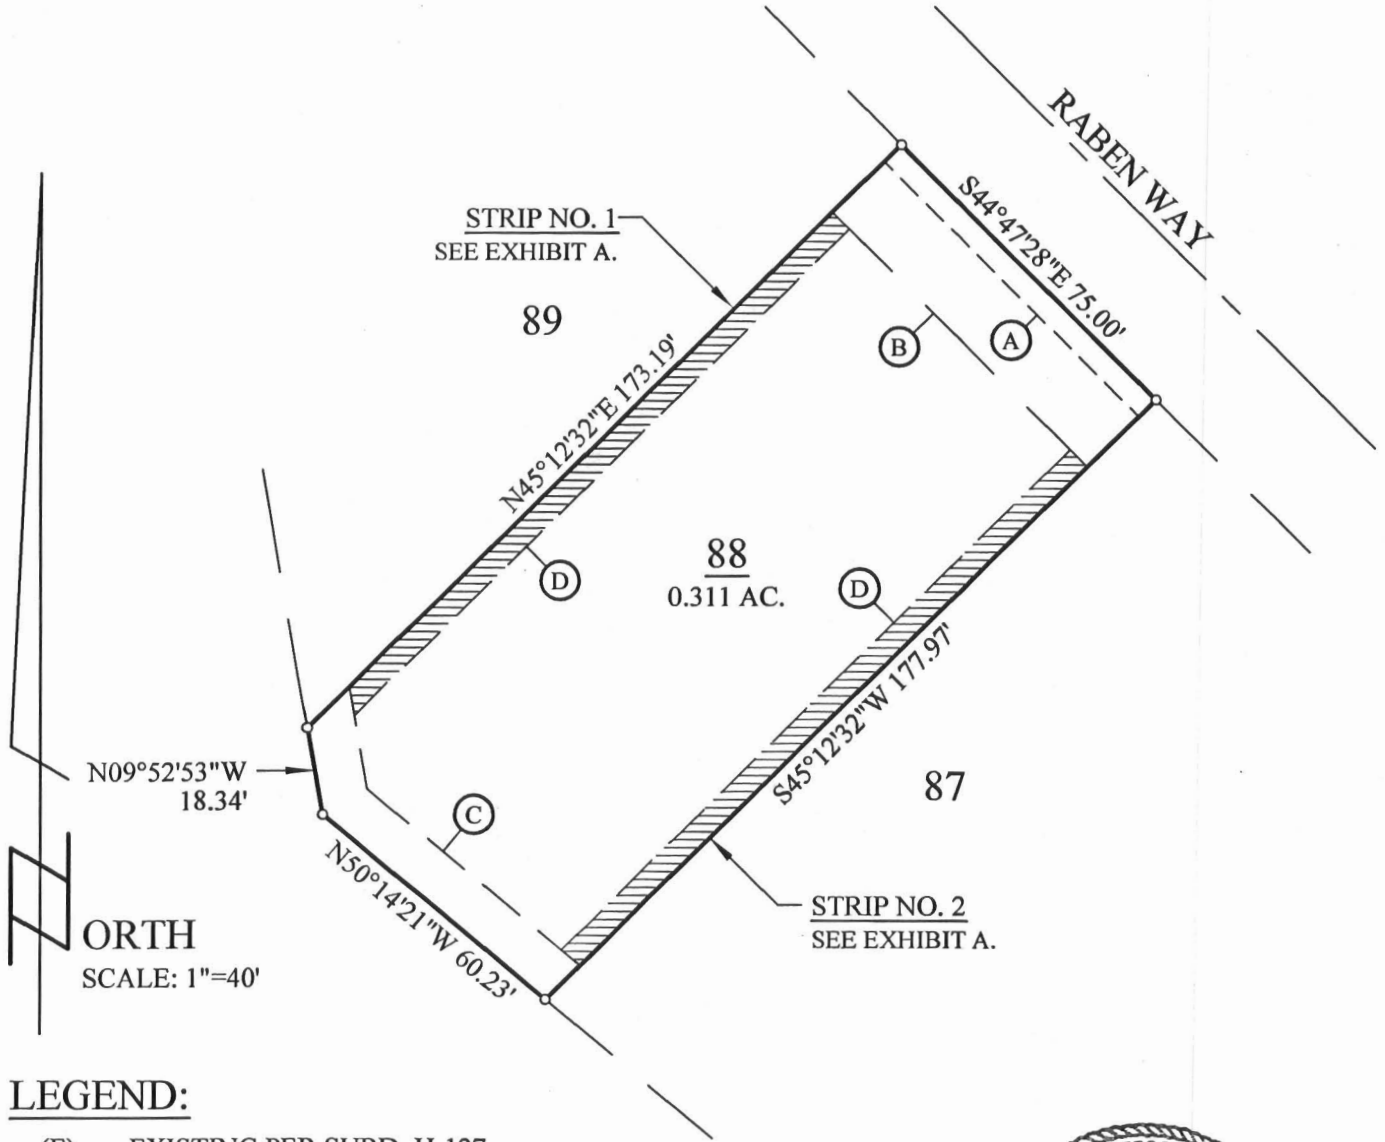 RABEN WAY
S44°47'28"E 75.00'
STRIP NO. 1
SEE EXHIBIT A.
89
B
A
N45°12'32"E 173.19'
88
0.311 AC.
D
D
S45°12'32"W 177.97'
87
N09°52'53"W
18.34'
C
N50°14'21"W 60.23'
STRIP NO. 2
SEE EXHIBIT A.
NORTH
SCALE: 1"=40'
LEGEND: